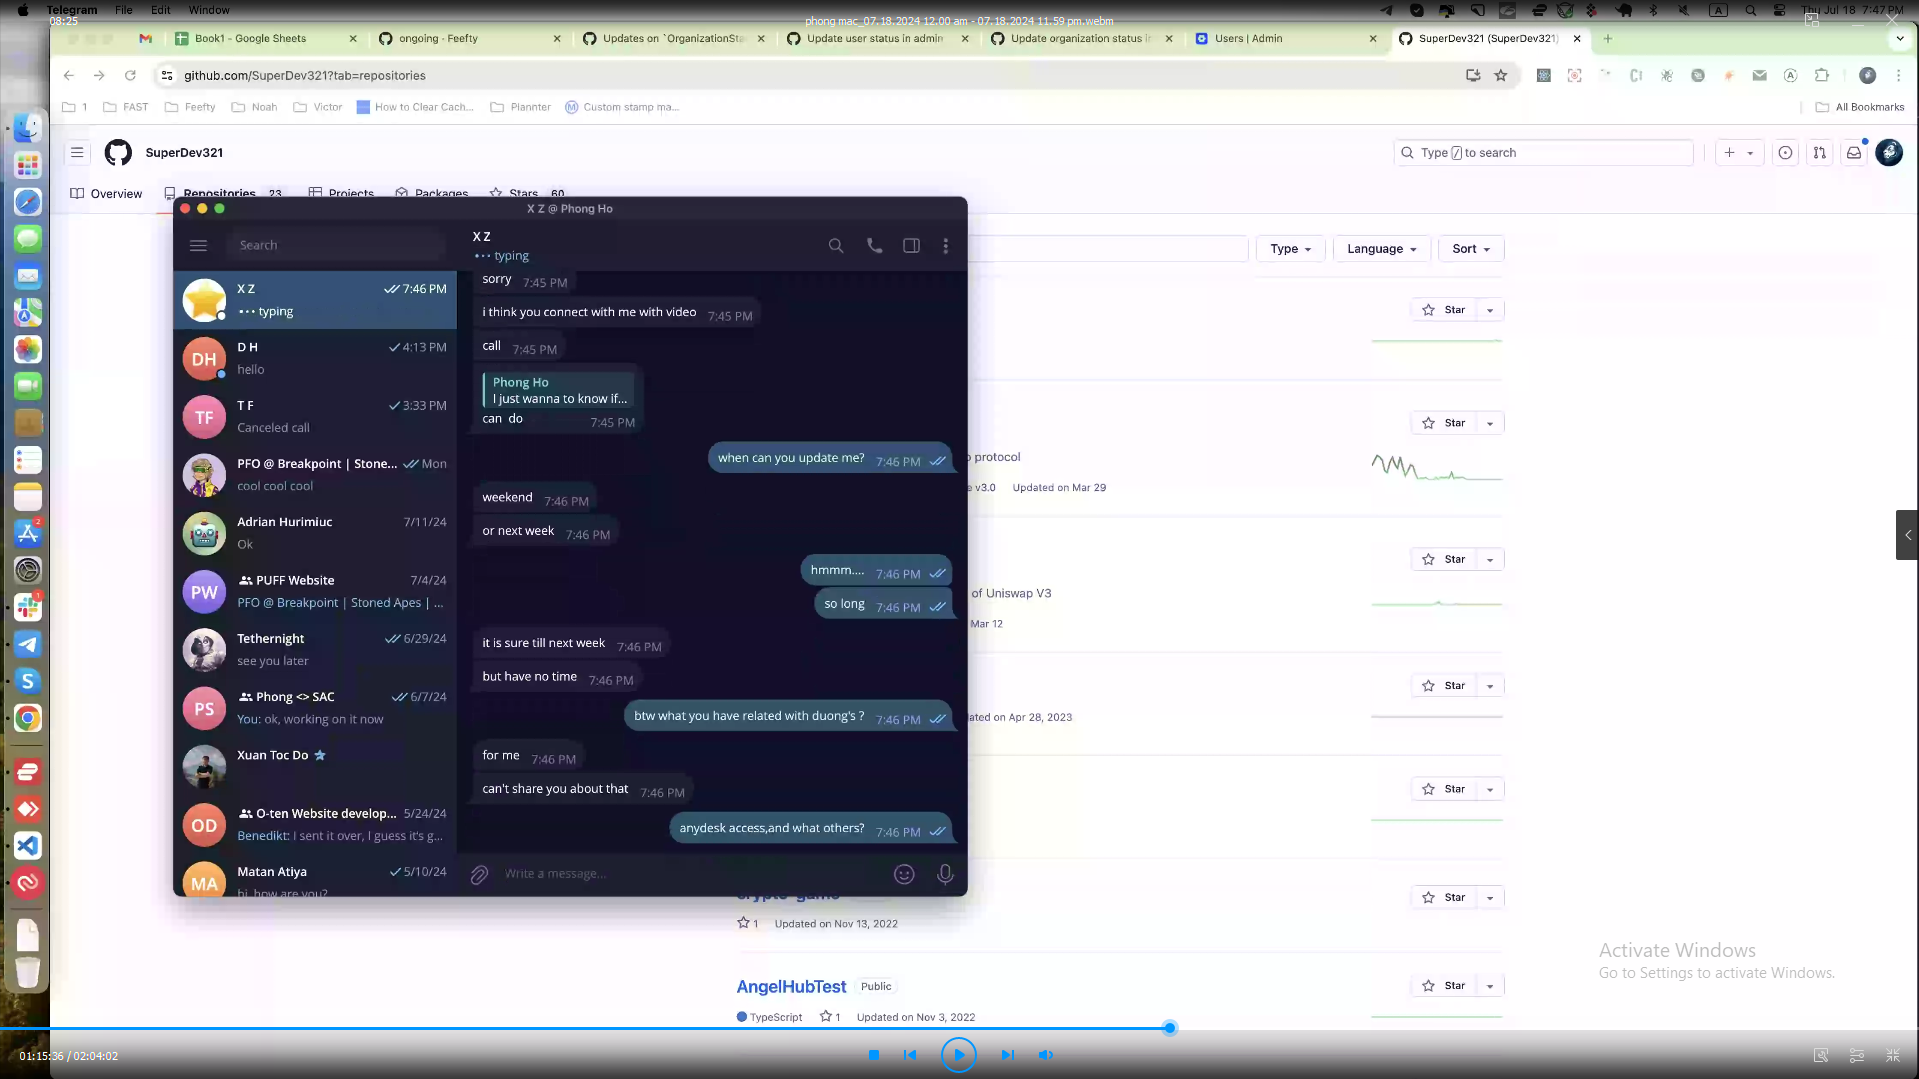 Telegram File Edit Window
Thu Jul 18 7:47 PM
08:25
phong mac_07.18.2024 12.00 am - 07.18.2024 11.59 pm.webm
Book1 - Google Sheets
ongoing · Feefty
Updates on `OrganizationSta
Update user status in admin
Update organization status in
Users | Admin
SuperDev321 (SuperDev321)
github.com/SuperDev321?tab=repositories
1
FAST
Feefty
Noah
Victor
How to Clear Cach...
Plannter
Custom stamp ma...
All Bookmarks
SuperDev321
Type / to search
Overview
Repositories 23
Projects
Packages
Stars 60
Type
Language
Sort
X Z @ Phong Ho
Search
X Z
typing
X Z 7:46 PM
typing
D H 4:13 PM
hello
T F 3:33 PM
Canceled call
PFO @ Breakpoint | Stone... Mon
cool cool cool
Adrian Hurimiuc 7/11/24
Ok
PUFF Website 7/4/24
PFO @ Breakpoint | Stoned Apes | ...
Tethernight 6/29/24
see you later
Phong <> SAC 6/7/24
You: ok, working on it now
Xuan Toc Do
O-ten Website develop... 5/24/24
Benedikt: I sent it over, I guess it's g...
Matan Atiya 5/10/24
hi, how are you?
DH
TF
PW
PS
OD
MA
sorry 7:45 PM
i think you connect with me with video 7:45 PM
call 7:45 PM
Phong Ho
I just wanna to know if...
can do 7:45 PM
when can you update me? 7:46 PM
weekend 7:46 PM
or next week 7:46 PM
hmmm.... 7:46 PM
so long 7:46 PM
it is sure till next week 7:46 PM
but have no time 7:46 PM
btw what you have related with duong's ? 7:46 PM
for me 7:46 PM
can't share you about that 7:46 PM
anydesk access,and what others? 7:46 PM
Write a message...
Star
Star
protocol
e v3.0 Updated on Mar 29
Star
of Uniswap V3
Mar 12
Star
ated on Apr 28, 2023
Star
Star
crypto-game
1 Updated on Nov 13, 2022
AngelHubTest Public
Star
TypeScript 1 Updated on Nov 3, 2022
Activate Windows
Go to Settings to activate Windows.
01:15:36 / 02:04:02